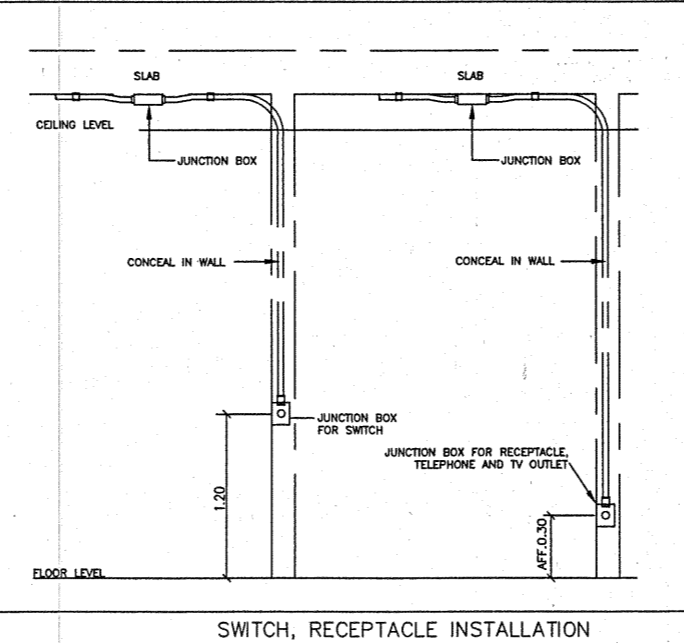 SLAB
SLAB
CEILING LEVEL
JUNCTION BOX
JUNCTION BOX
CONCEAL IN WALL
CONCEAL IN WALL
JUNCTION BOX
FOR SWITCH
JUNCTION BOX FOR RECEPTACLE,
TELEPHONE AND TV OUTLET
1.20
AFF.0.30
FLOOR LEVEL
SWITCH, RECEPTACLE INSTALLATION